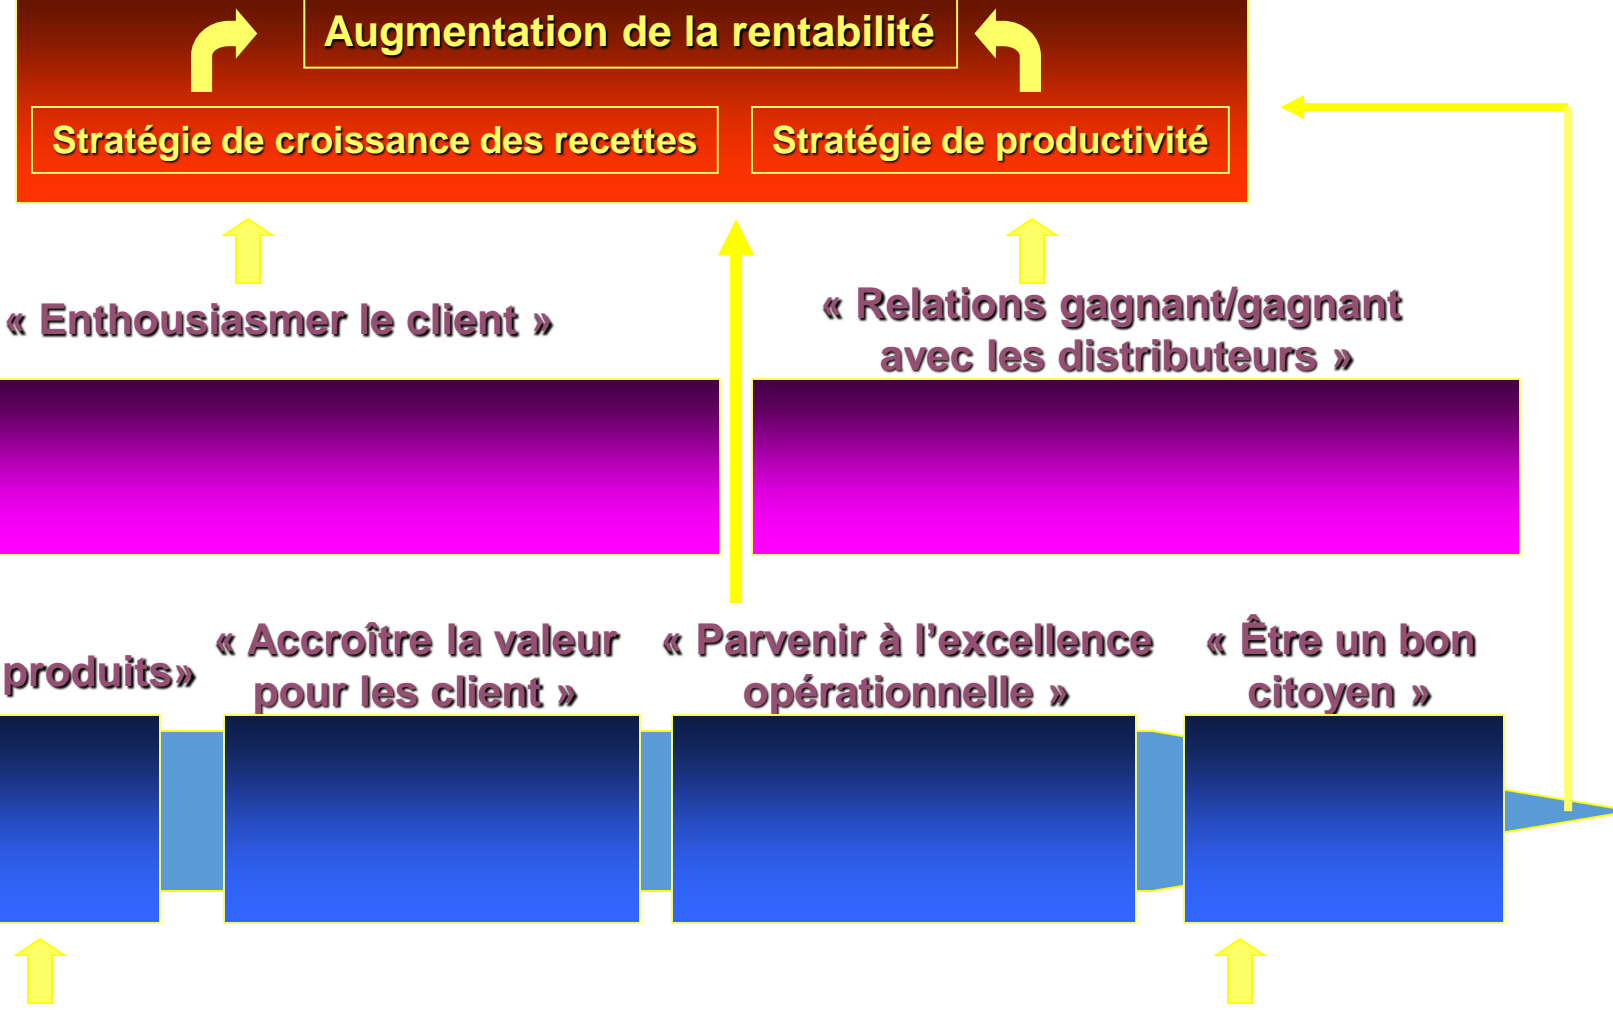 Augmentation de la rentabilité
Stratégie de croissance des recettes
Stratégie de productivité
« Enthousiasmer le client »
« Relations gagnant/gagnant
avec les distributeurs »
produits»
« Accroître la valeur
pour les client »
« Parvenir à l’excellence
opérationnelle »
« Être un bon
citoyen »